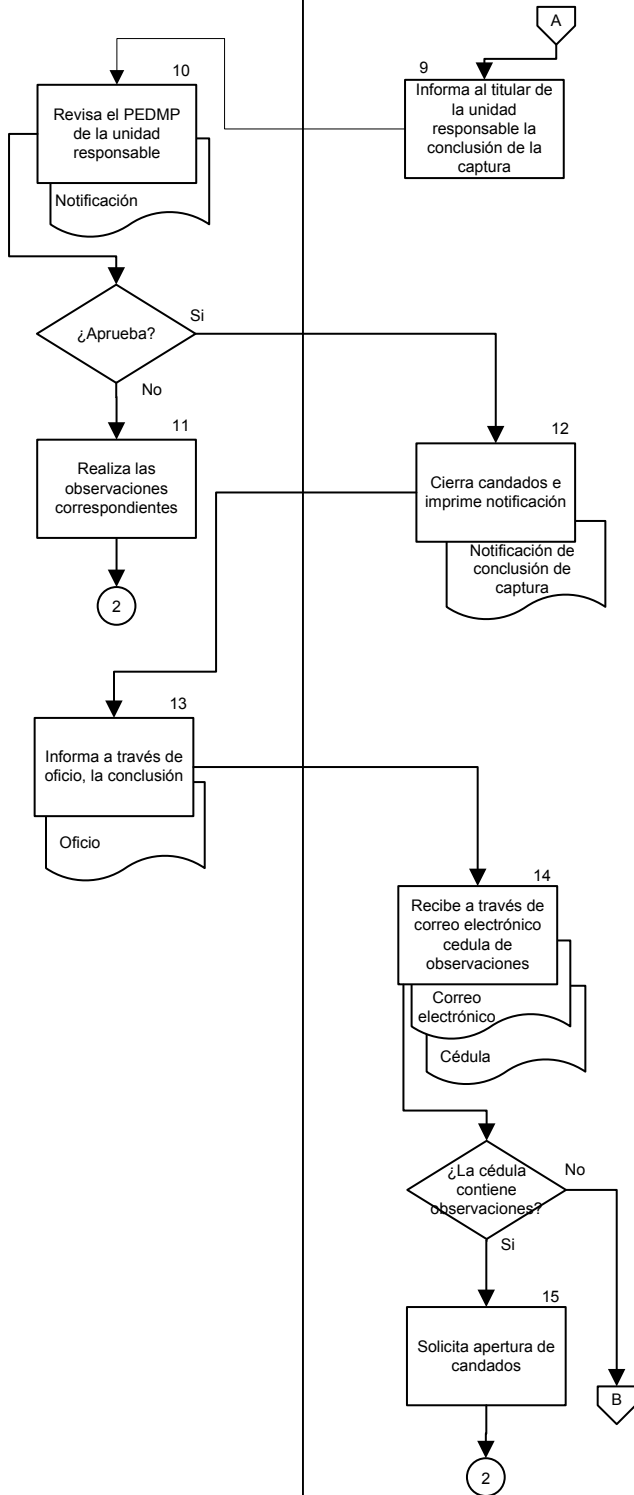 A
9
Informa al titular de
la unidad
responsable la
conclusión de la
captura
10
Revisa el PEDMP
de la unidad
responsable
Notificación
¿Aprueba?
Si
No
11
Realiza las
observaciones
correspondientes
2
12
Cierra candados e
imprime notificación
Notificación de
conclusión de
captura
13
Informa a través de
oficio, la conclusión
Oficio
14
Recibe a través de
correo electrónico
cedula de
observaciones
Correo
electrónico
Cédula
¿La cédula
contiene
observaciones?
No
Si
15
Solicita apertura de
candados
B
2